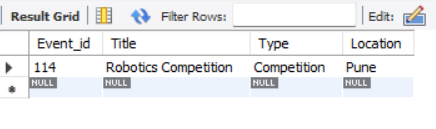 Result Grid Filter Rows: Edit:
Event_id Title Type Location
114 Robotics Competition Competition Pune
NULL NULL NULL NULL